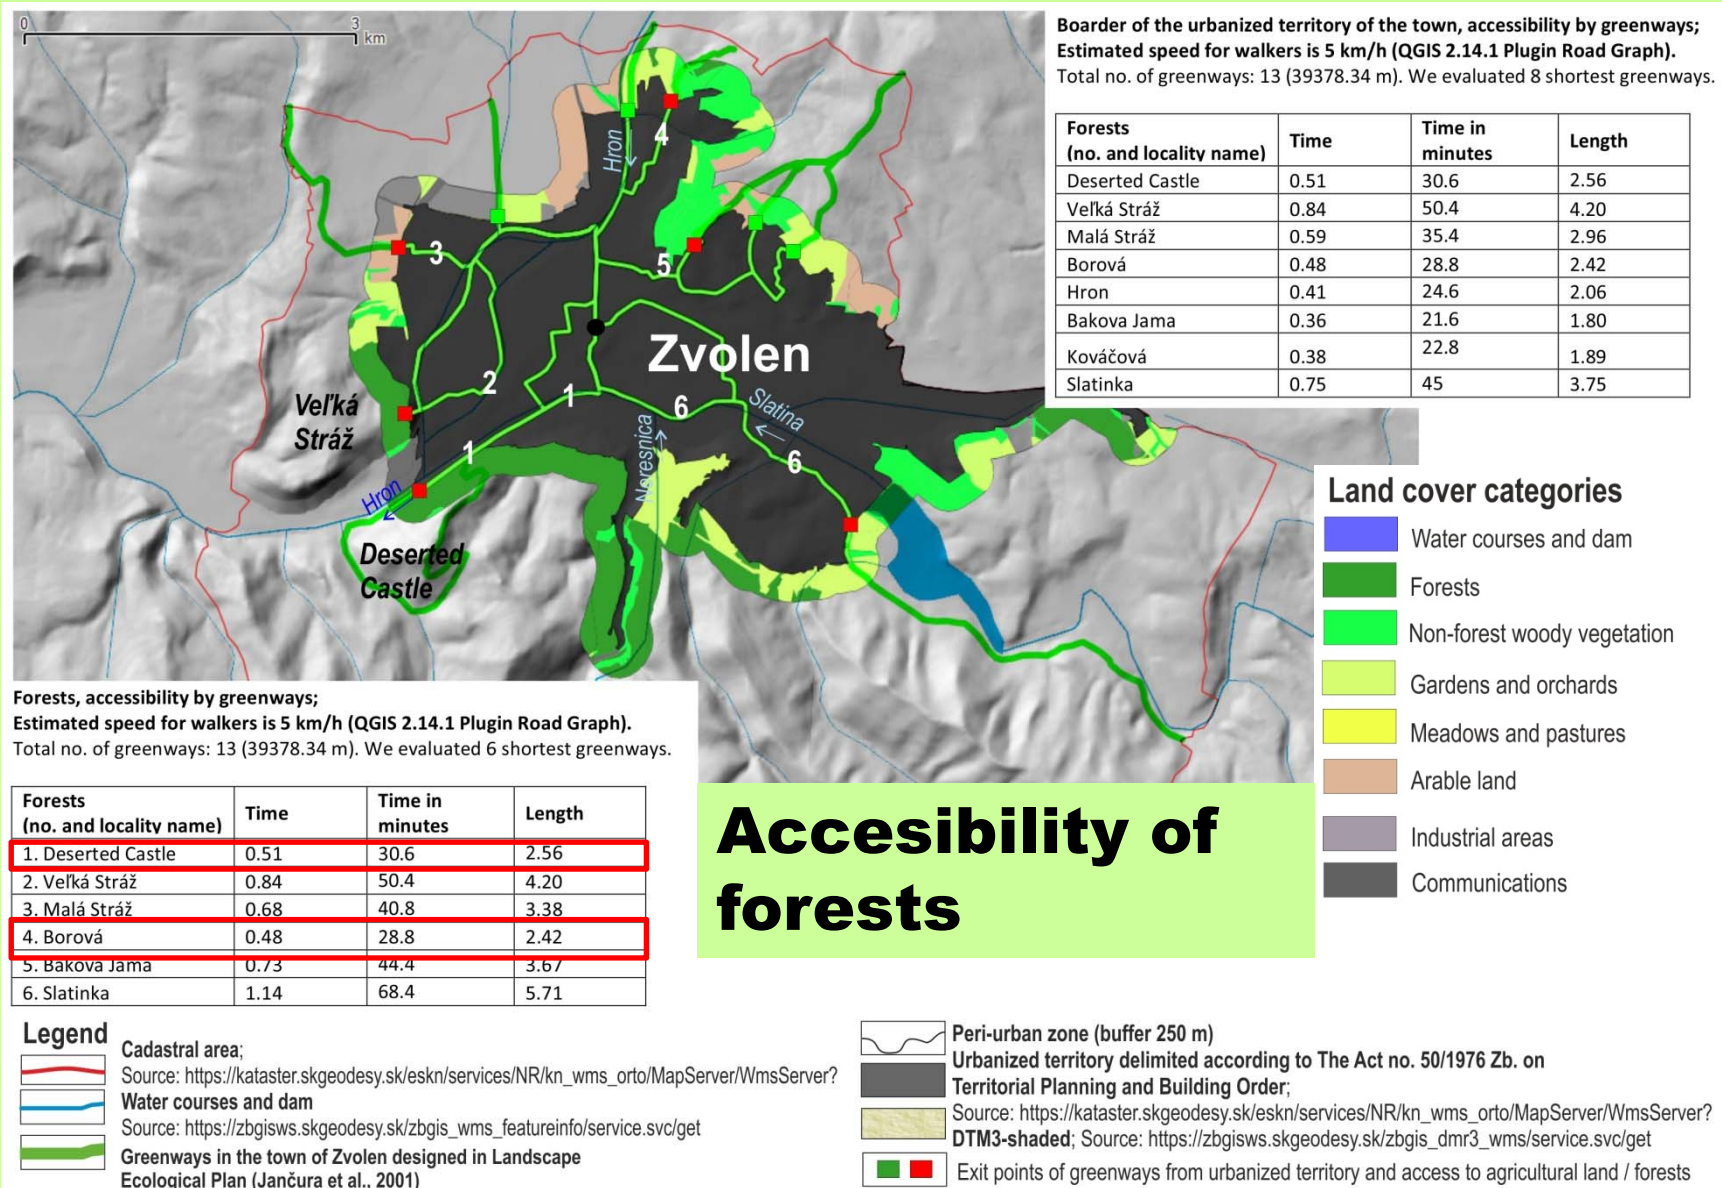 0 3
km
Boarder of the urbanized territory of the town, accessibility by greenways;
Estimated speed for walkers is 5 km/h (QGIS 2.14.1 Plugin Road Graph).
Total no. of greenways: 13 (39378.34 m). We evaluated 8 shortest greenways.
Forests (no. and locality name) Time Time in minutes Length
Deserted Castle 0.51 30.6 2.56
Veľká Stráž 0.84 50.4 4.20
Malá Stráž 0.59 35.4 2.96
Borová 0.48 28.8 2.42
Hron 0.41 24.6 2.06
Bakova Jama 0.36 21.6 1.80
Kováčová 0.38 22.8 1.89
Slatinka 0.75 45 3.75
Hron
4
3
5
Zvolen
2
1
6
Slatina
Veľká
Stráž
Neresnica
1
6
Hron
Deserted
Castle
Land cover categories
Water courses and dam
Forests
Non-forest woody vegetation
Gardens and orchards
Meadows and pastures
Arable land
Industrial areas
Communications
Forests, accessibility by greenways;
Estimated speed for walkers is 5 km/h (QGIS 2.14.1 Plugin Road Graph).
Total no. of greenways: 13 (39378.34 m). We evaluated 6 shortest greenways.
Forests (no. and locality name) Time Time in minutes Length
1. Deserted Castle 0.51 30.6 2.56
2. Veľká Stráž 0.84 50.4 4.20
3. Malá Stráž 0.68 40.8 3.38
4. Borová 0.48 28.8 2.42
5. Bakova Jama 0.73 44.4 3.67
6. Slatinka 1.14 68.4 5.71
Accesibility of
forests
Legend
Cadastral area;
Source: https://kataster.skgeodesy.sk/eskn/services/NR/kn_wms_orto/MapServer/WmsServer?
Water courses and dam
Source: https://zbgisws.skgeodesy.sk/zbgis_wms_featureinfo/service.svc/get
Greenways in the town of Zvolen designed in Landscape
Ecological Plan (Jančura et al., 2001)
Peri-urban zone (buffer 250 m)
Urbanized territory delimited according to The Act no. 50/1976 Zb. on
Territorial Planning and Building Order;
Source: https://kataster.skgeodesy.sk/eskn/services/NR/kn_wms_orto/MapServer/WmsServer?
DTM3-shaded; Source: https://zbgisws.skgeodesy.sk/zbgis_dmr3_wms/service.svc/get
Exit points of greenways from urbanized territory and access to agricultural land / forests